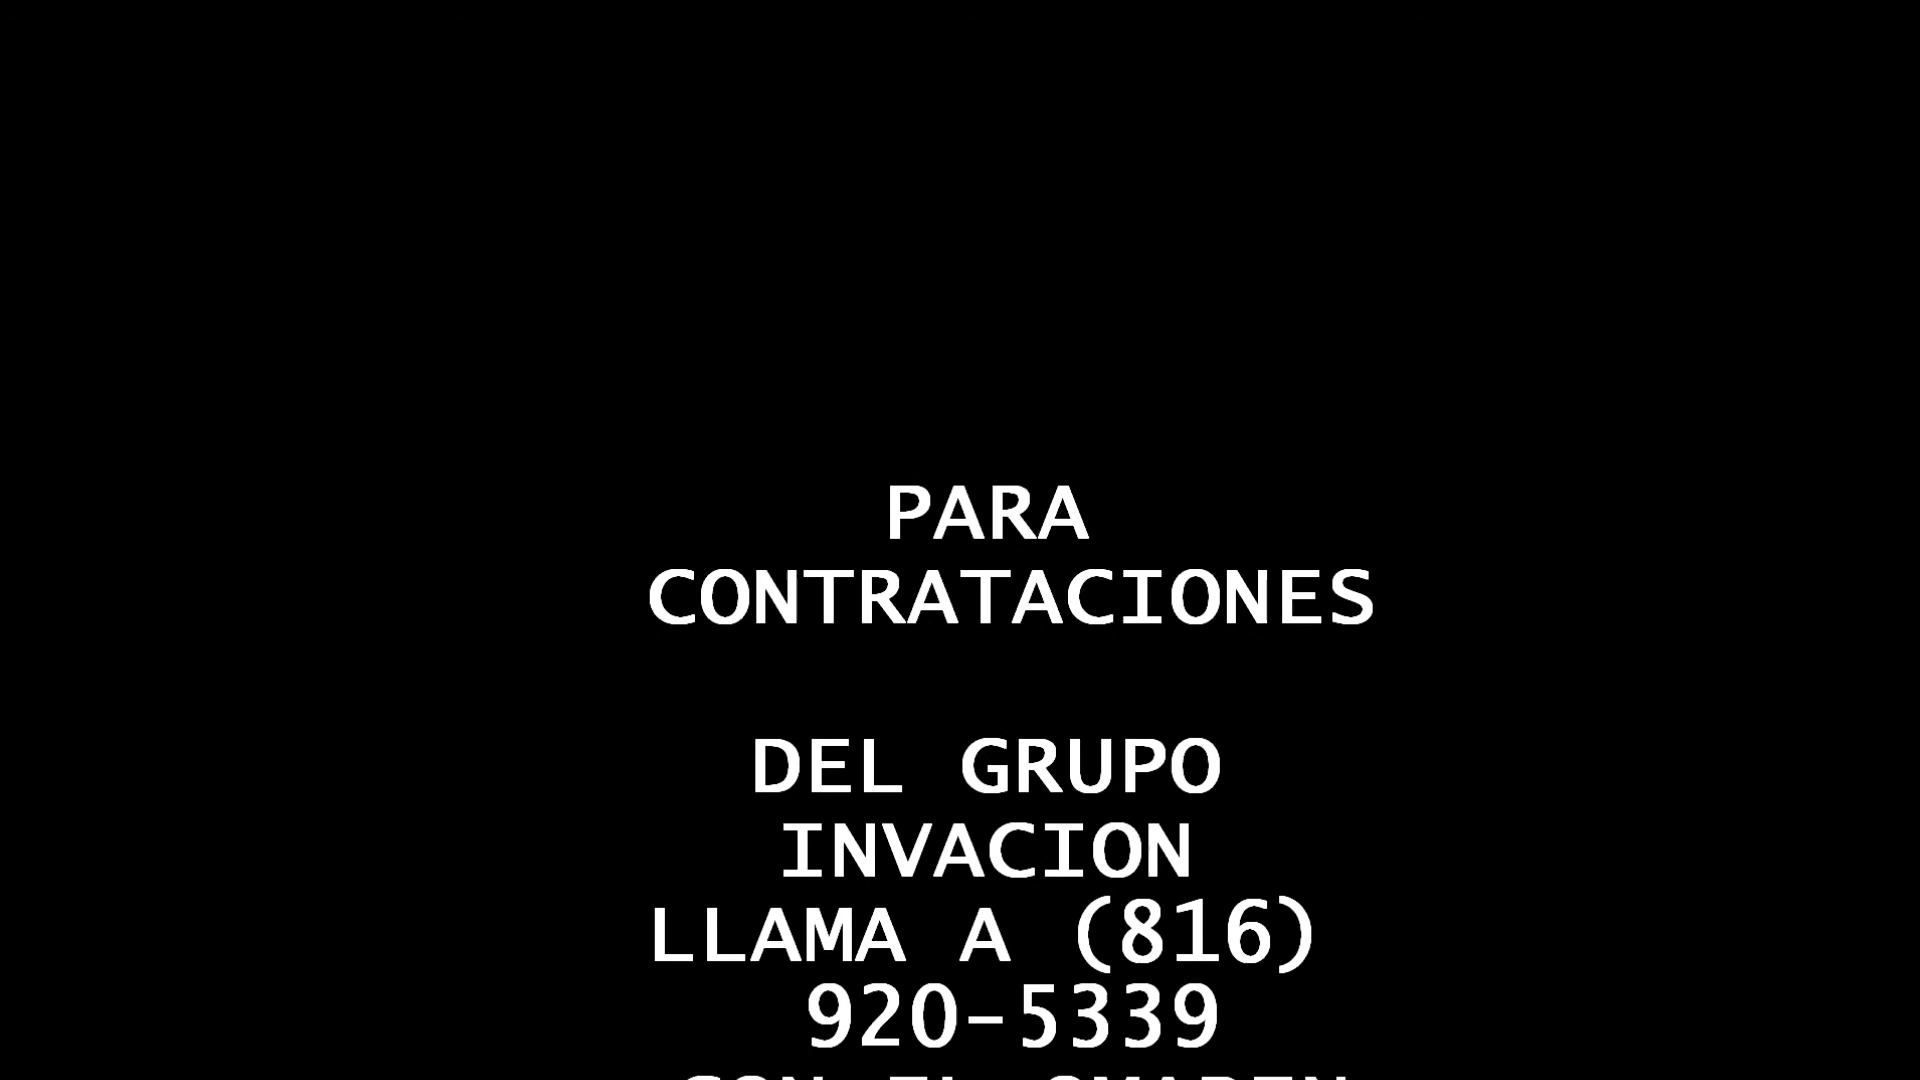 PARA
CONTRATACIONES
DEL GRUPO
INVACION
LLAMA A (816)
920-5339